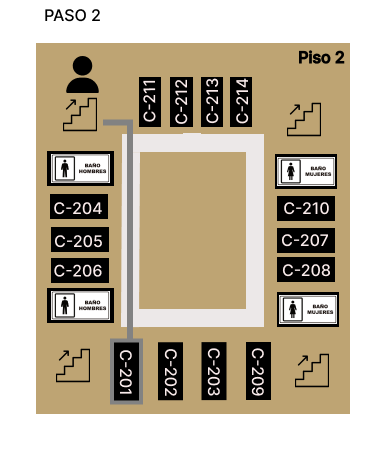 PASO 2
Piso 2
C-211
C-212
C-213
C-214
BAÑO
HOMBRES
BAÑO
MUJERES
C-204
C-210
C-205
C-207
C-206
C-208
BAÑO
HOMBRES
BAÑO
MUJERES
C-201
C-202
C-203
C-209